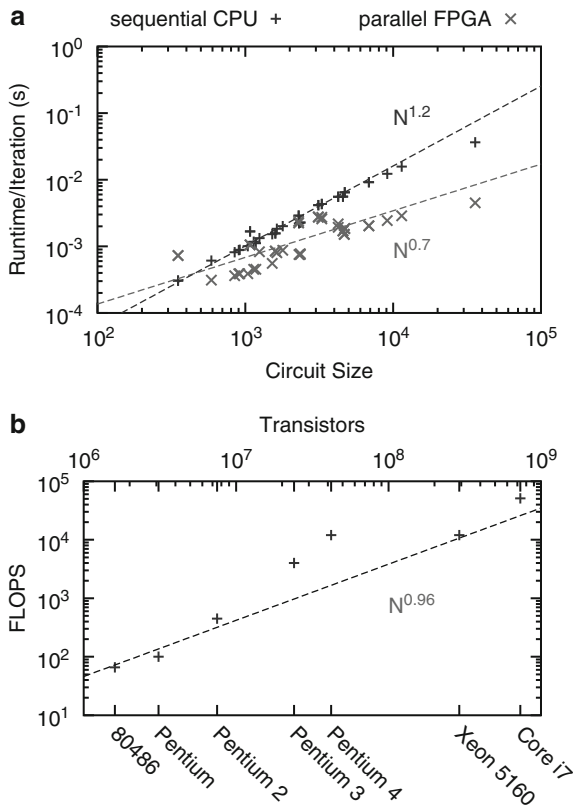 a
sequential CPU + parallel FPGA ×
10^0
10^-1
10^-2
10^-3
10^-4
Runtime/Iteration (s)
N^1.2
N^0.7
10^2 10^3 10^4 10^5
Circuit Size
b
Transistors
10^6 10^7 10^8 10^9
10^5
10^4
10^3
10^2
10^1
FLOPS
N^0.96
80486
Pentium
Pentium 2
Pentium 3
Pentium 4
Xeon 5160
Core i7